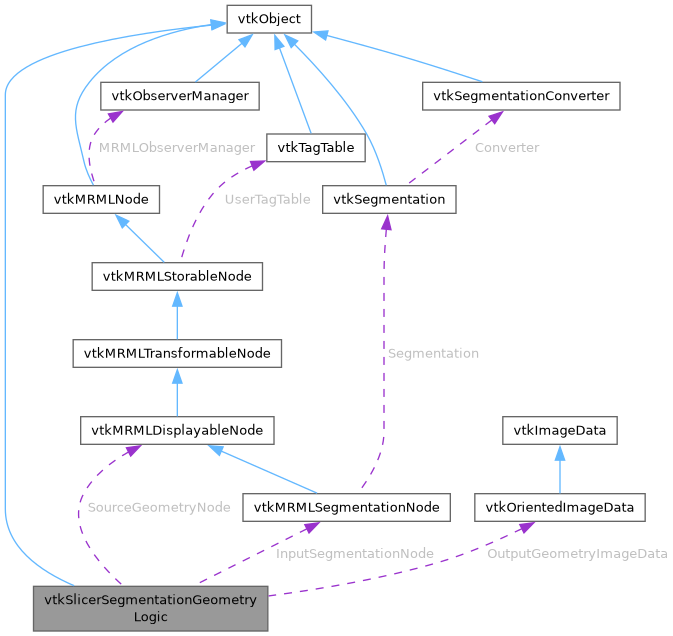 vtkObject
vtkObserverManager
vtkSegmentationConverter
MRMLObserverManager
vtkTagTable
Converter
vtkMRMLNode
UserTagTable
vtkSegmentation
vtkMRMLStorableNode
vtkMRMLTransformableNode
Segmentation
vtkMRMLDisplayableNode
vtkImageData
SourceGeometryNode
vtkMRMLSegmentationNode
vtkOrientedImageData
InputSegmentationNode
OutputGeometryImageData
vtkSlicerSegmentationGeometry
Logic